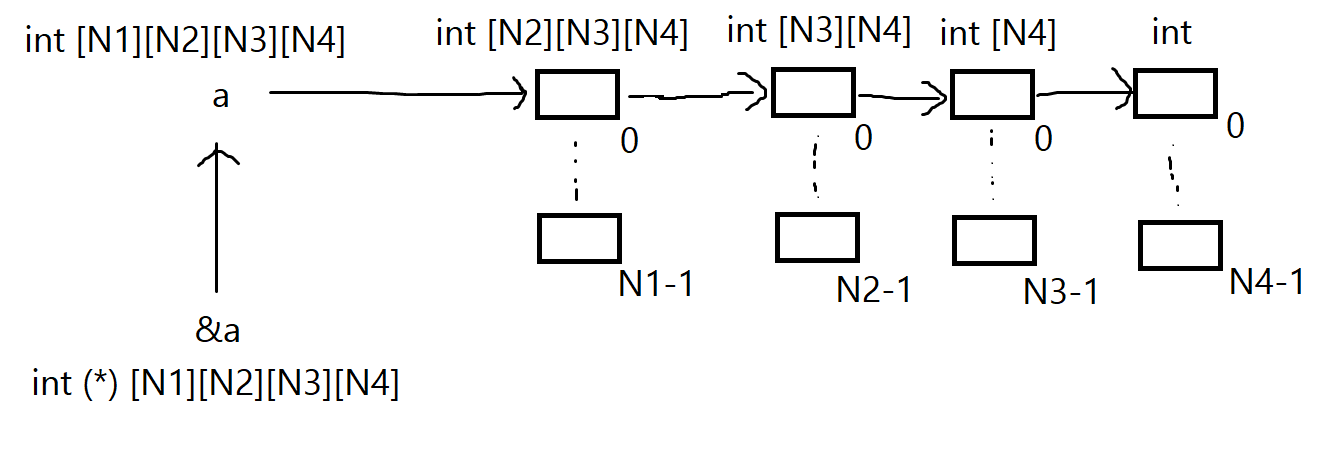 int [N1][N2][N3][N4]
int [N2][N3][N4]
int [N3][N4]
int [N4]
int
a
0
0
0
0
N1-1
N2-1
N3-1
N4-1
&a
int (*) [N1][N2][N3][N4]